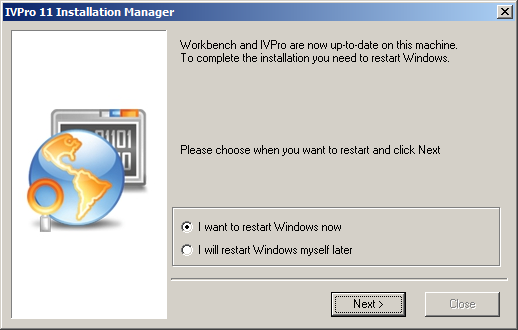 IVPro 11 Installation Manager
Workbench and IVPro are now up-to-date on this machine.
To complete the installation you need to restart Windows.
01101
Please choose when you want to restart and click Next
I want to restart Windows now
I will restart Windows myself later
Next >
Close